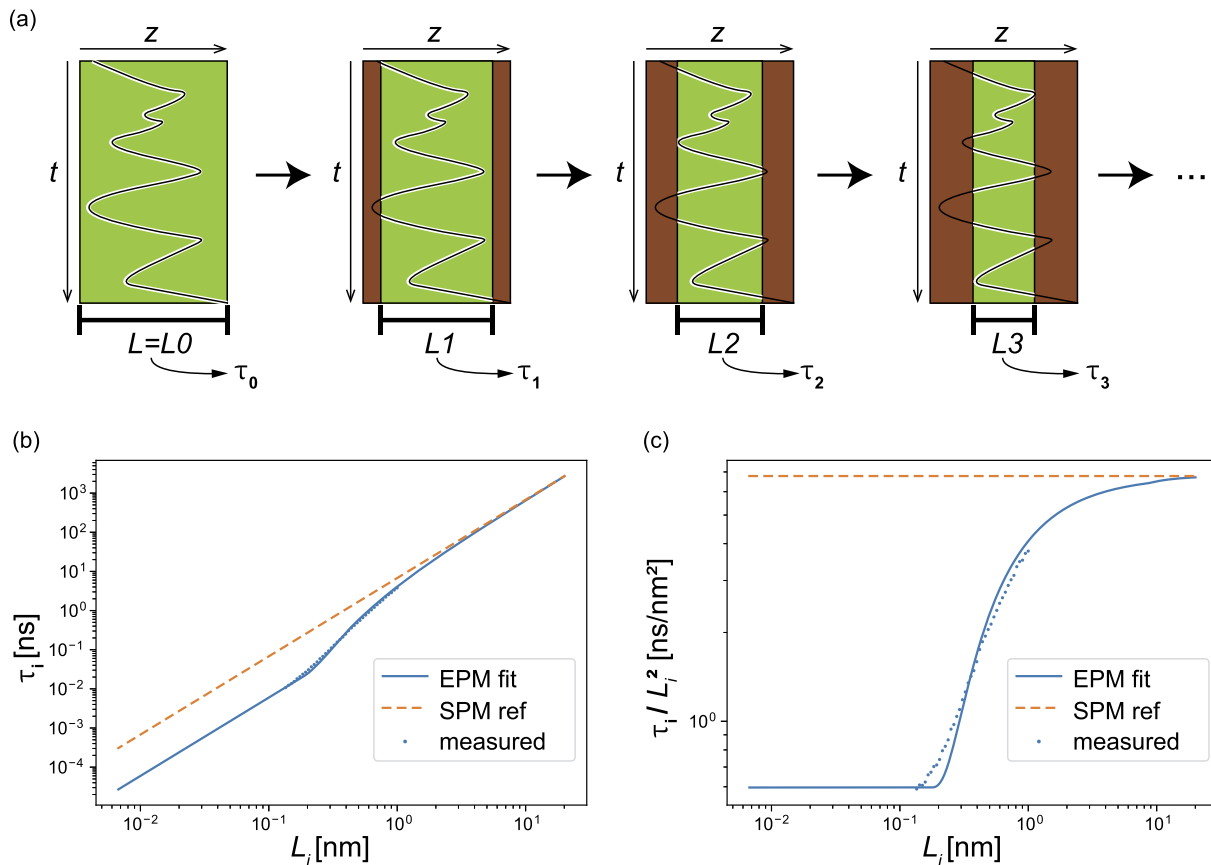 (a)
z z z z
t t t t
...
L=L0 L1 L2 L3
τ₀ τ₁ τ₂ τ₃
(b) (c)
τᵢ [ns]
10³
10²
10¹
10⁰
10⁻¹
10⁻²
10⁻³
10⁻⁴
EPM fit
SPM ref
measured
10⁻² 10⁻¹ 10⁰ 10¹
Lᵢ [nm]
τᵢ / Lᵢ² [ns/nm²]
10⁰
EPM fit
SPM ref
measured
10⁻² 10⁻¹ 10⁰ 10¹
Lᵢ [nm]